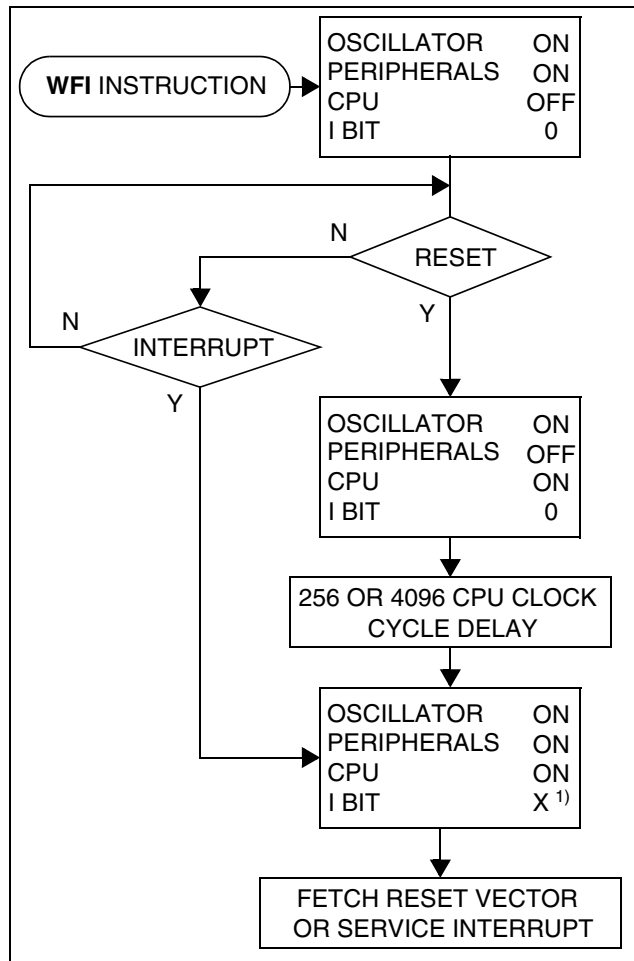 WFI INSTRUCTION
OSCILLATOR ON
PERIPHERALS ON
CPU OFF
I BIT 0
N
RESET
Y
N
INTERRUPT
Y
OSCILLATOR ON
PERIPHERALS OFF
CPU ON
I BIT 0
256 OR 4096 CPU CLOCK
CYCLE DELAY
OSCILLATOR ON
PERIPHERALS ON
CPU ON
I BIT X 1)
FETCH RESET VECTOR
OR SERVICE INTERRUPT